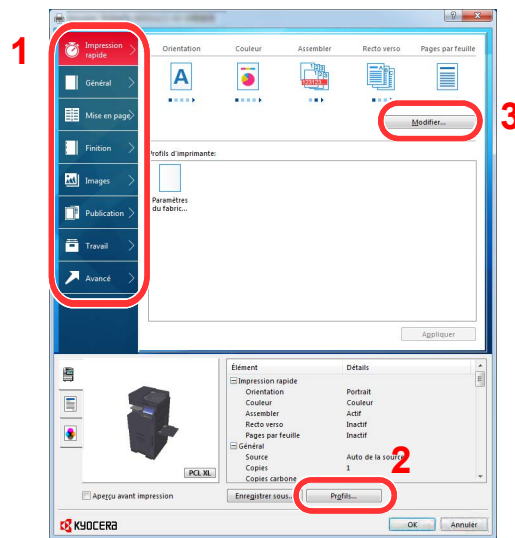 1
Impression
rapide
Général
Mise en page
Finition
Images
Publication
Travail
Avancé
Orientation Couleur Assembler Recto verso Pages par feuille
A
123123
Modifier...
3
Profils d'imprimante:
Paramètres
du fabric...
Appliquer
Élément Détails
Impression rapide
Orientation Portrait
Couleur Couleur
Assembler Actif
Recto verso Inactif
Pages par feuille Inactif
Général
Source Auto de la source
Copies 1
Copies carbone
2
PCL XL
Aperçu avant impression
Enregistrer sous... Profils...
KYOCERA
OK Annuler